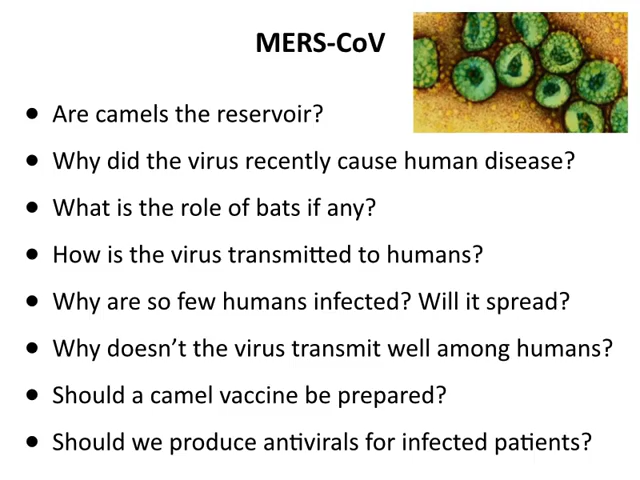 MERS-CoV
• Are camels the reservoir?
• Why did the virus recently cause human disease?
• What is the role of bats if any?
• How is the virus transmitted to humans?
• Why are so few humans infected? Will it spread?
• Why doesn’t the virus transmit well among humans?
• Should a camel vaccine be prepared?
• Should we produce antivirals for infected patients?